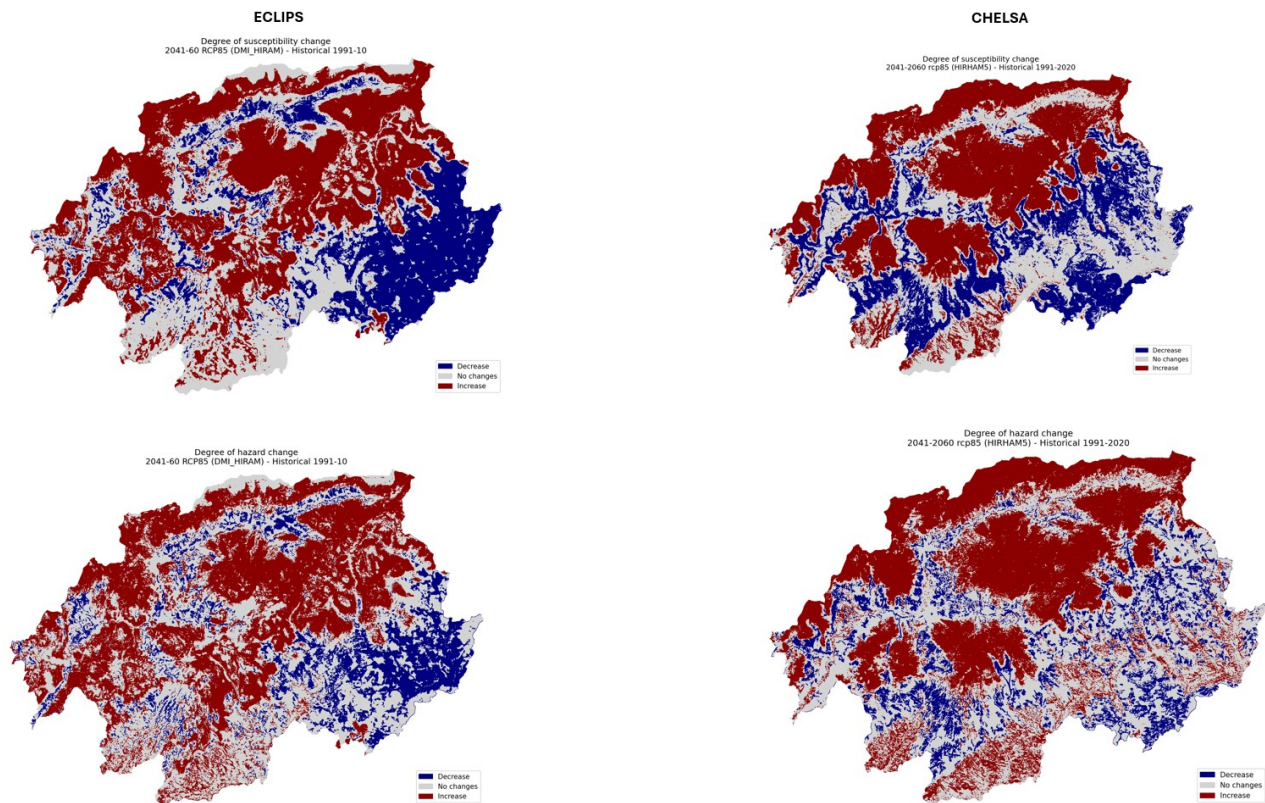 ECLIPS
CHELSA
Degree of susceptibility change
2041-60 RCP85 (DMI_HIRAM) - Historical 1991-10
Degree of susceptibility change
2041-2060 rcp85 (HIRHAM5) - Historical 1991-2020
Decrease
No changes
Increase
Decrease
No changes
Increase
Degree of hazard change
2041-60 RCP85 (DMI_HIRAM) - Historical 1991-10
Degree of hazard change
2041-2060 rcp85 (HIRHAM5) - Historical 1991-2020
Decrease
No changes
Increase
Decrease
No changes
Increase